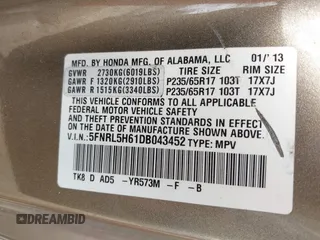 MFD. BY HONDA MFG OF ALABAMA, LLC 01/'13
TIRE SIZE RIM SIZE
GVWR 2730KG(6019LBS)
GAWR F 1320KG(2910LBS) P235/65R17 103T 17X7J
GAWR R 1515KG(3340LBS) P235/65R17 103T 17X7J
THIS VEHICLE CONFORMS TO ALL APPLICABLE
FEDERAL MOTOR VEHICLE SAFETY
AND THEFT PREVENTION STANDARDS IN EFFECT ON THE
DATE OF MANUFACTURE SHOWN ABOVE.
V.I.N.: 5FNRL5H61DB043452 TYPE: MPV
TK8 D AD5 -YR573M -F -B
DREAMBID